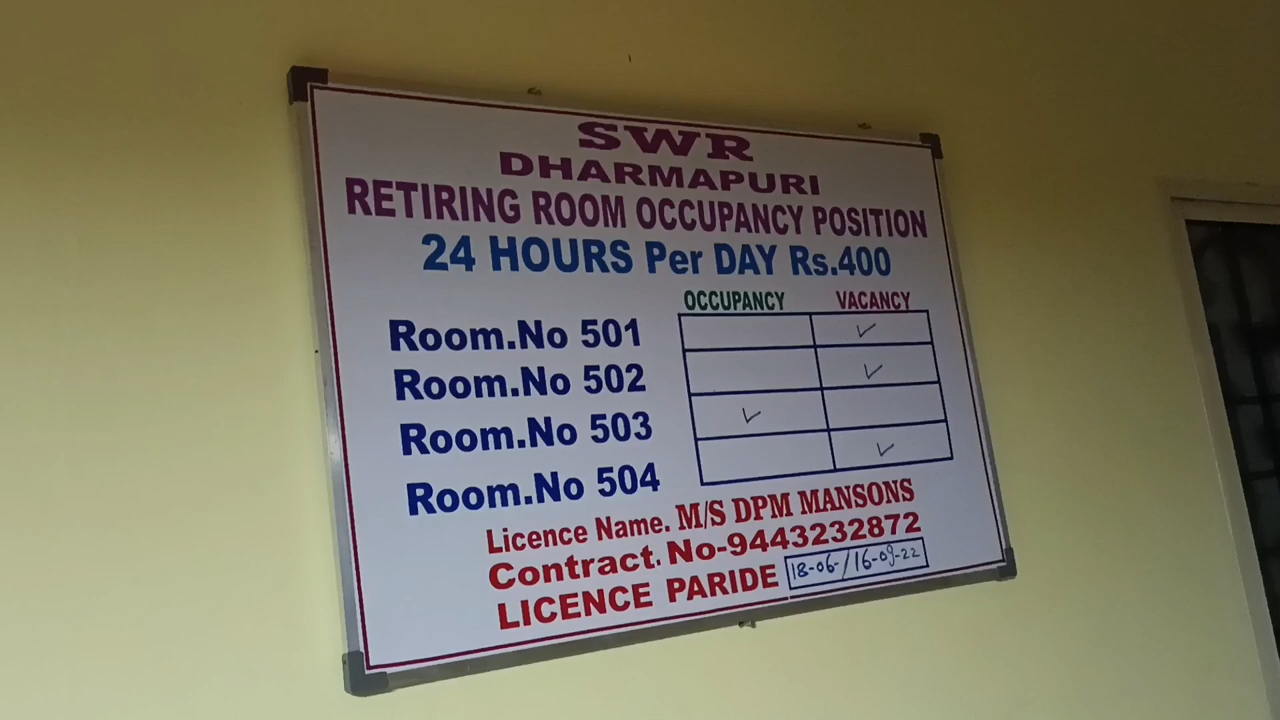 SWR
DHARMAPURI
RETIRING ROOM OCCUPANCY POSITION
24 HOURS Per DAY Rs.400
OCCUPANCY VACANCY
Room.No 501 ✓
Room.No 502 ✓
Room.No 503 ✓
Room.No 504 ✓
Licence Name. M/S DPM MANSONS
Contract. No-9443232872
LICENCE PARIDE 18-06-/16-09-22